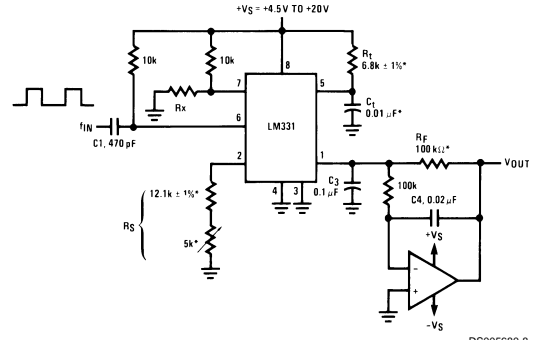 +VS = +4.5V TO +20V
10k
10k
Rt
6.8k ± 1%*
8
7
5
Rx
Ct
0.01 µF*
fIN
6
LM331
C1, 470 pF
RF
100 kΩ*
2
1
VOUT
12.1k ± 1%*
C3
0.1 µF
100k
4
3
C4, 0.02 µF
RS
5k*
+VS
–
+
–VS